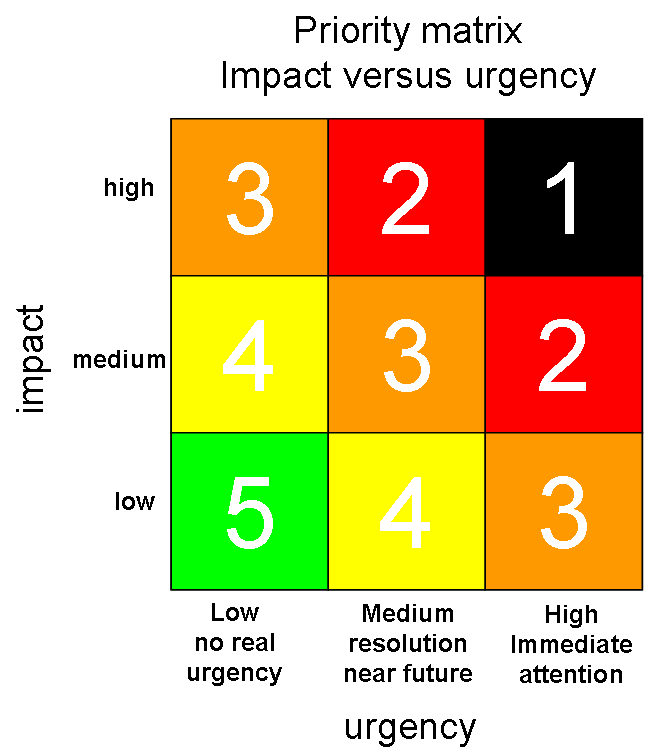 Priority matrix
Impact versus urgency
high
3 2 1
impact
medium
4 3 2
low
5 4 3
Low
no real
urgency
Medium
resolution
near future
High
Immediate
attention
urgency